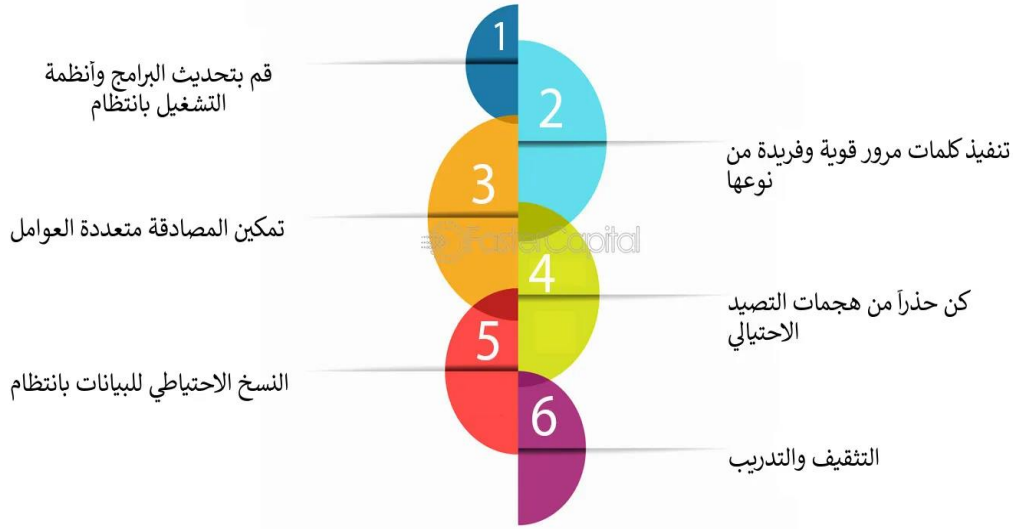 1
قم بتحديث البرامج وأنظمة
التشغيل بانتظام
2
تنفيذ كلمات مرور قوية وفريدة من
نوعها
3
تمكين المصادقة متعددة العوامل
FasterCapital
4
كن حذراً من هجمات التصيد
الاحتيالي
5
النسخ الاحتياطي للبيانات بانتظام
6
التثقيف والتدريب